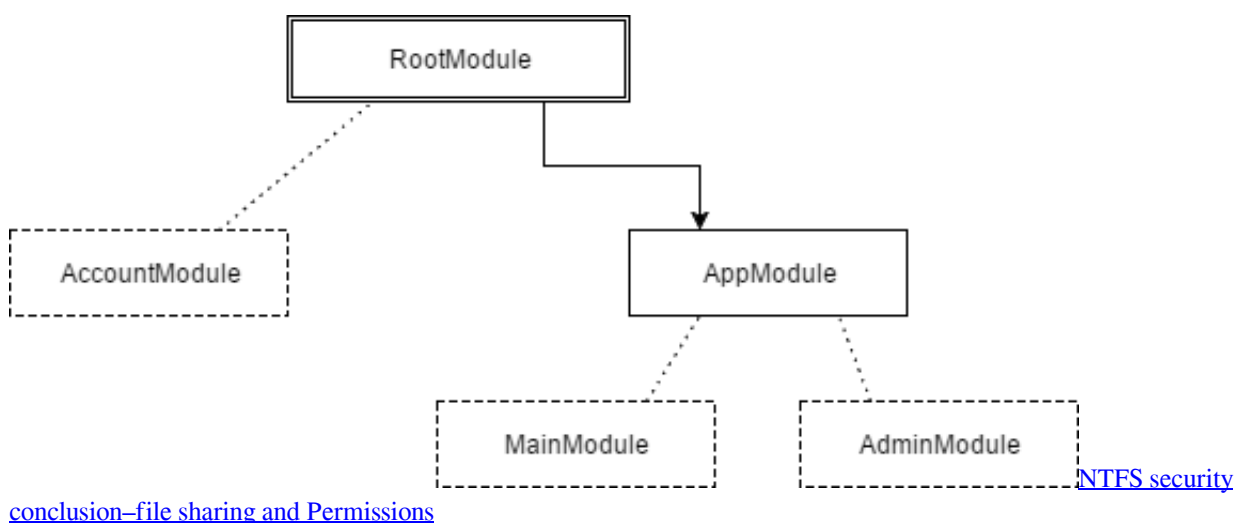 RootModule
AccountModule
AppModule
MainModule
AdminModule
NTFS security
conclusion–file sharing and Permissions